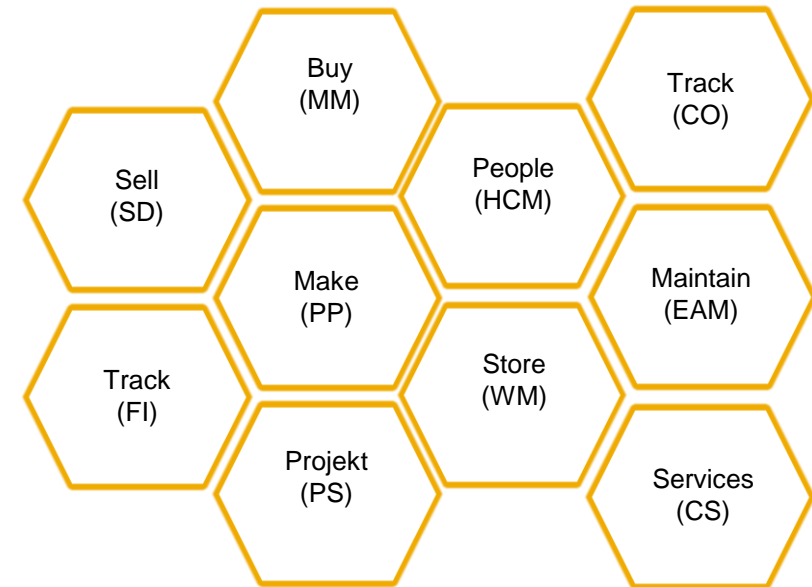 Buy
(MM)
Track
(CO)
People
(HCM)
Sell
(SD)
Make
(PP)
Maintain
(EAM)
Store
(WM)
Track
(FI)
Projekt
(PS)
Services
(CS)